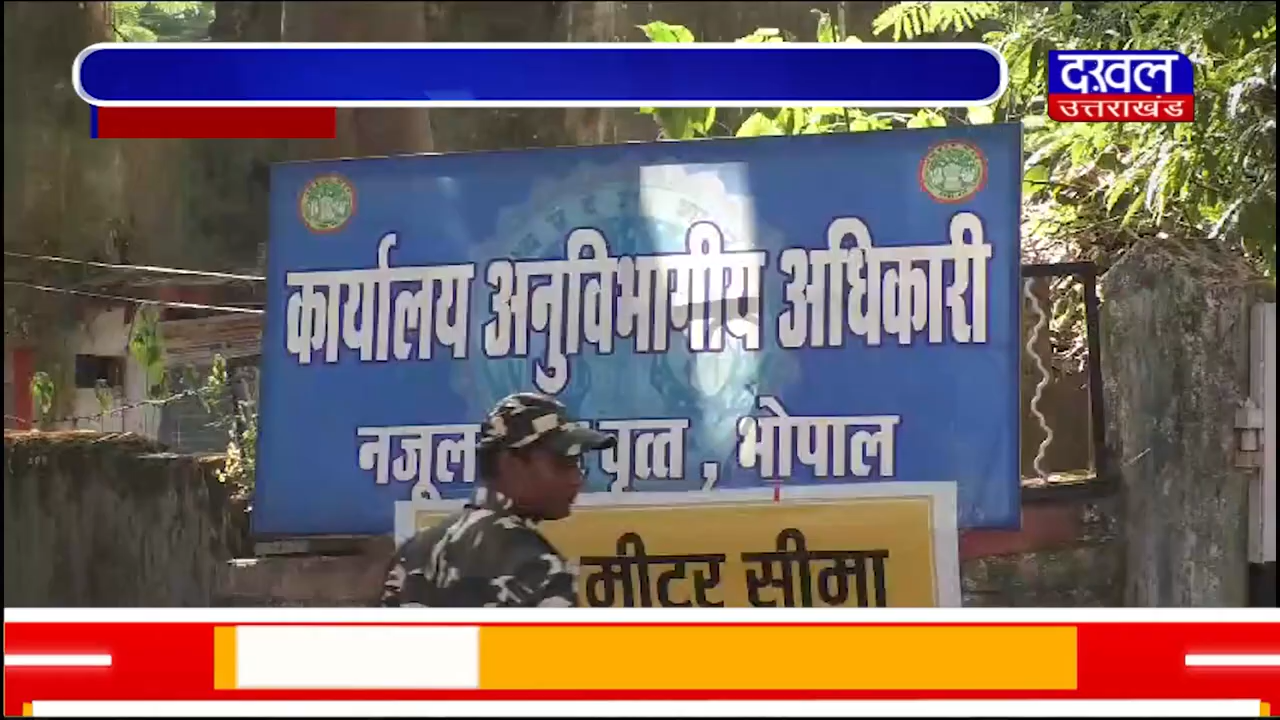 दख़ल
उत्तराखंड
कार्यालय अनुविभागीय अधिकारी
नजूल वृत्त , भोपाल
मीटर सीमा